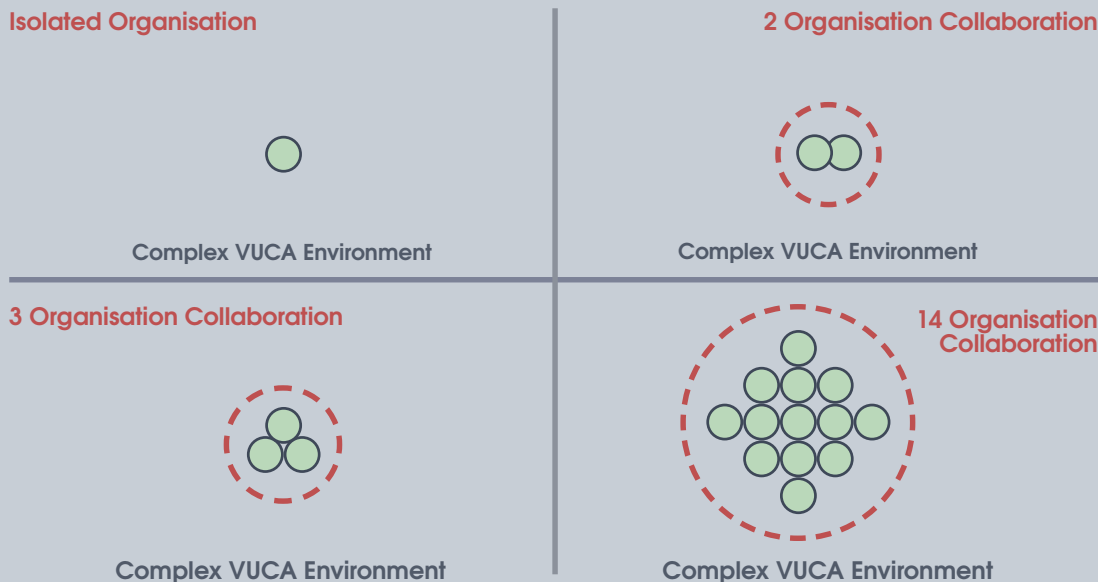 Isolated Organisation
2 Organisation Collaboration
Complex VUCA Environment
Complex VUCA Environment
3 Organisation Collaboration
14 Organisation
Collaboration
Complex VUCA Environment
Complex VUCA Environment